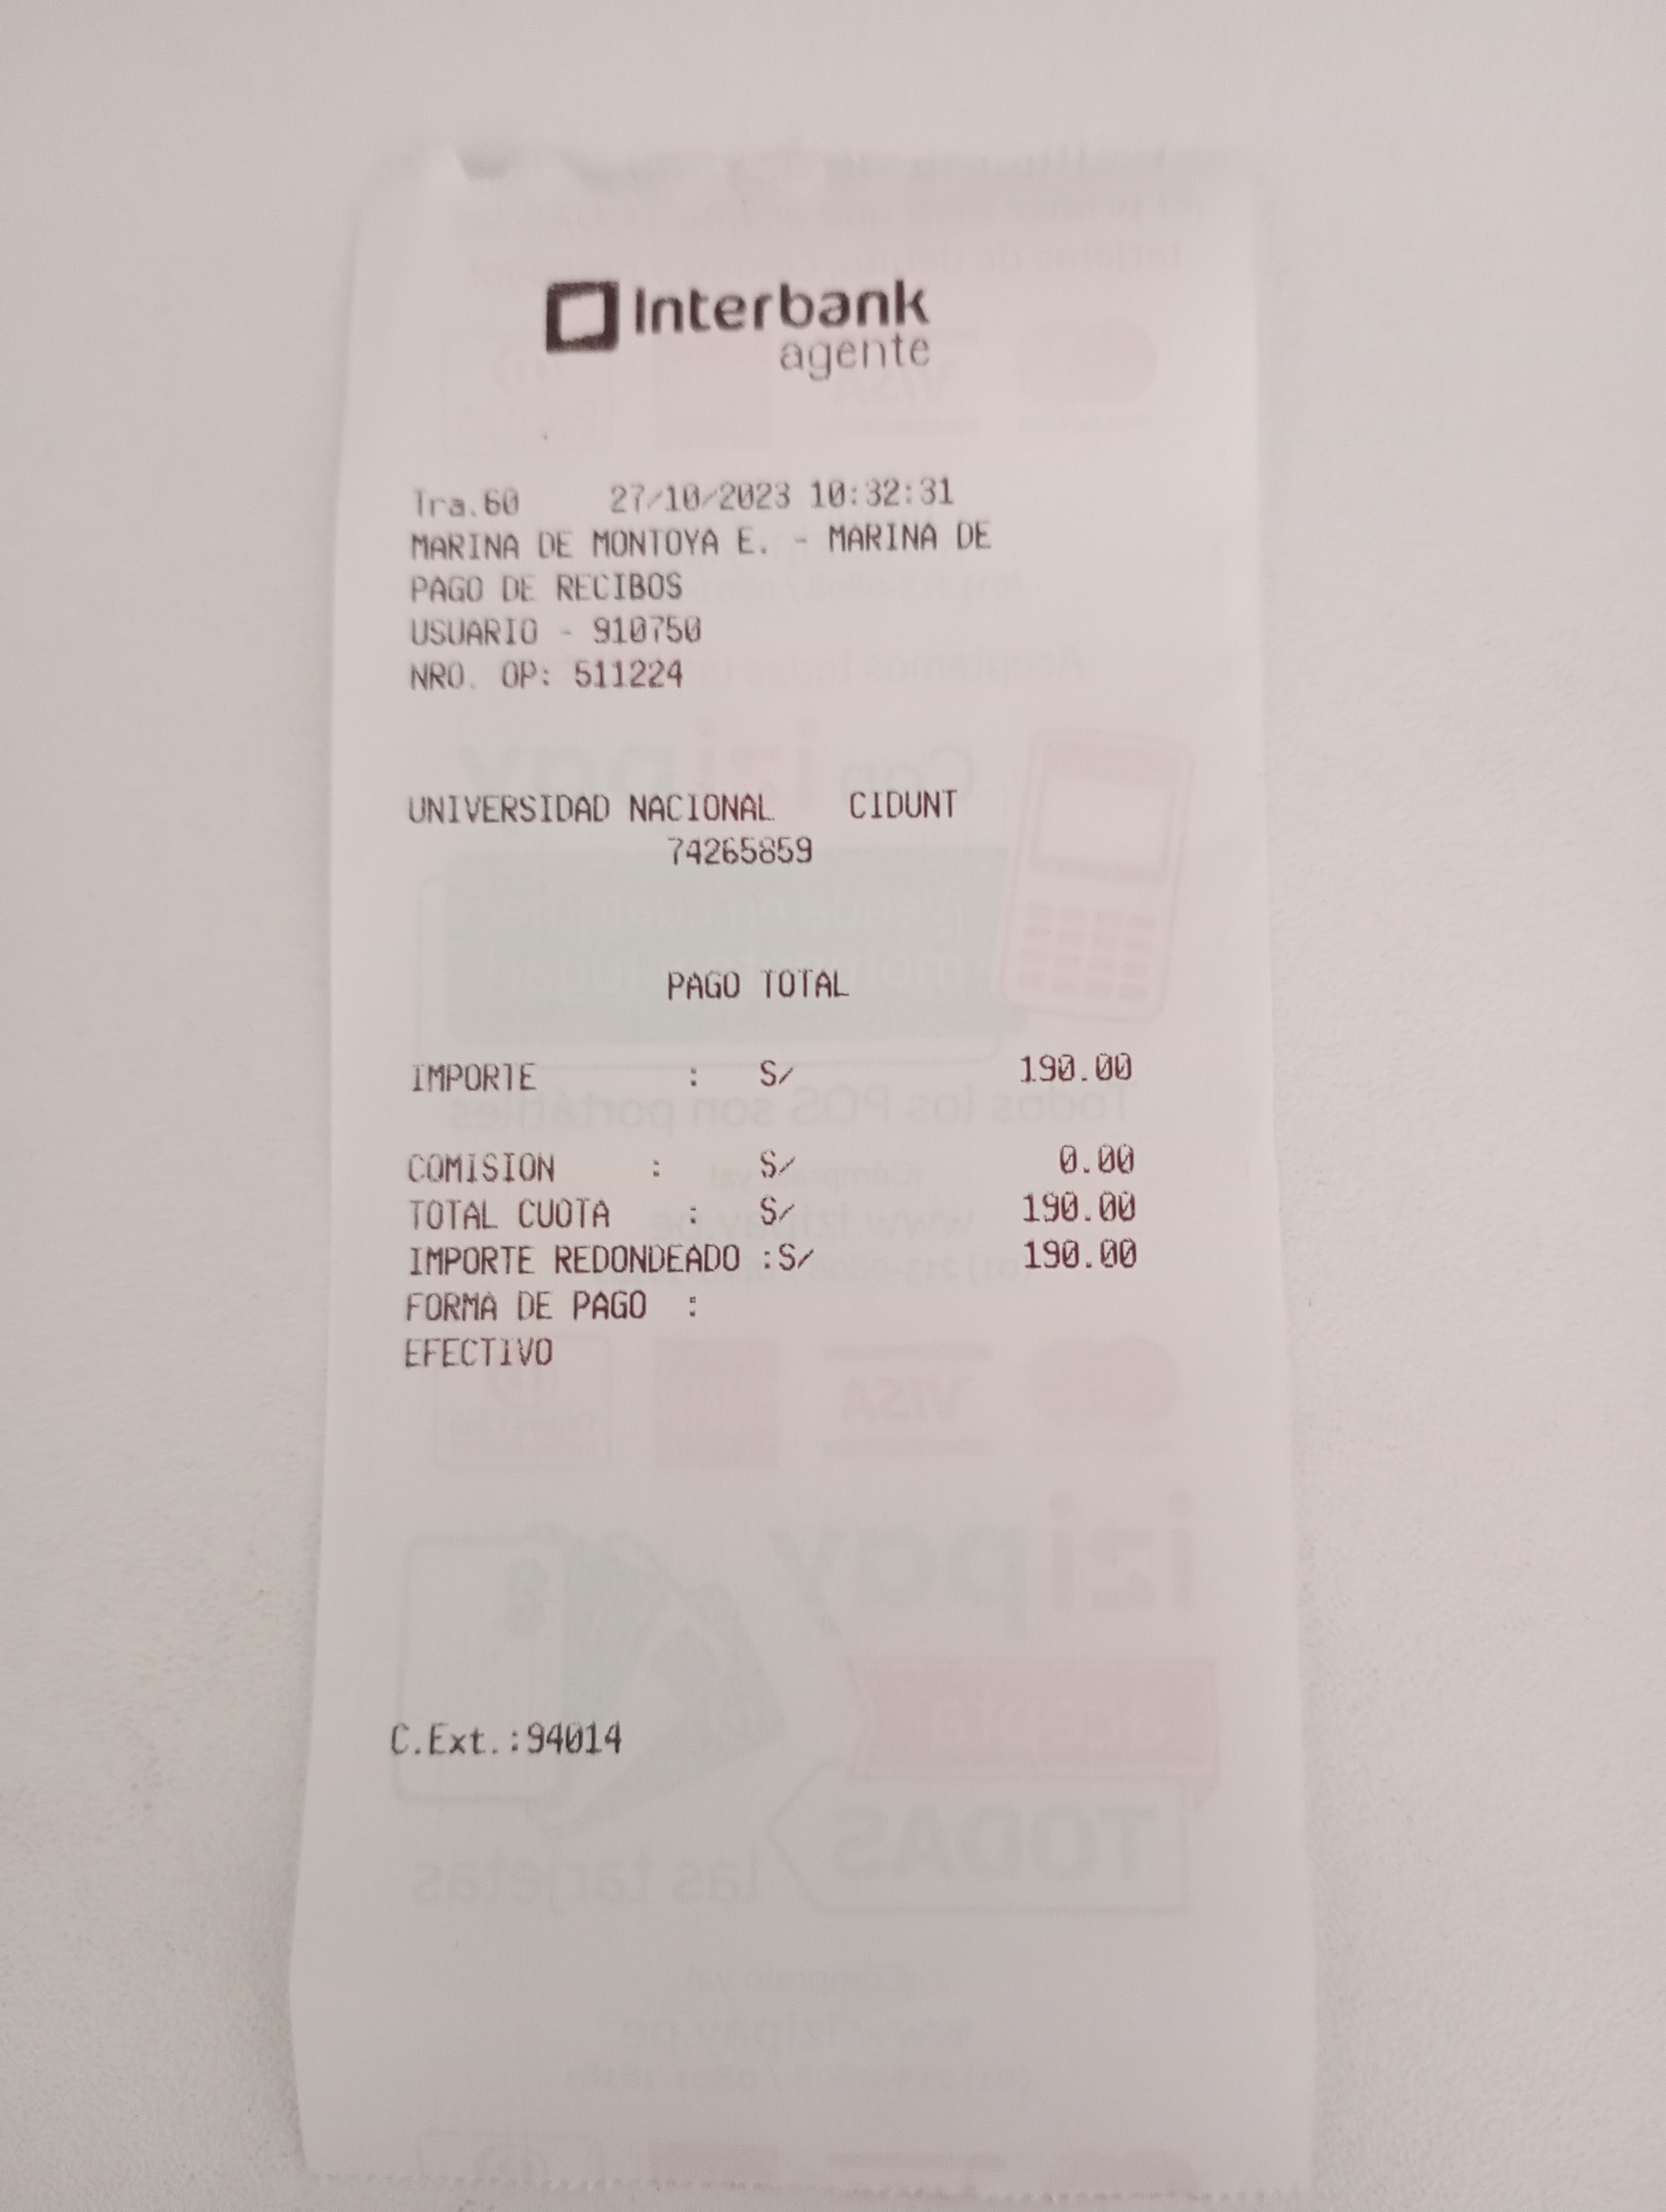 Interbank
agente
Tra.60 27/10/2023 10:32:31
MARINA DE MONTOYA E. - MARINA DE
PAGO DE RECIBOS
USUARIO - 910750
NRO. OP: 511224
UNIVERSIDAD NACIONAL CIDUNT
74265859
PAGO TOTAL
IMPORTE : S/ 190.00
COMISION : S/ 0.00
TOTAL CUOTA : S/ 190.00
IMPORTE REDONDEADO :S/ 190.00
FORMA DE PAGO :
EFECTIVO
C.Ext.:94014